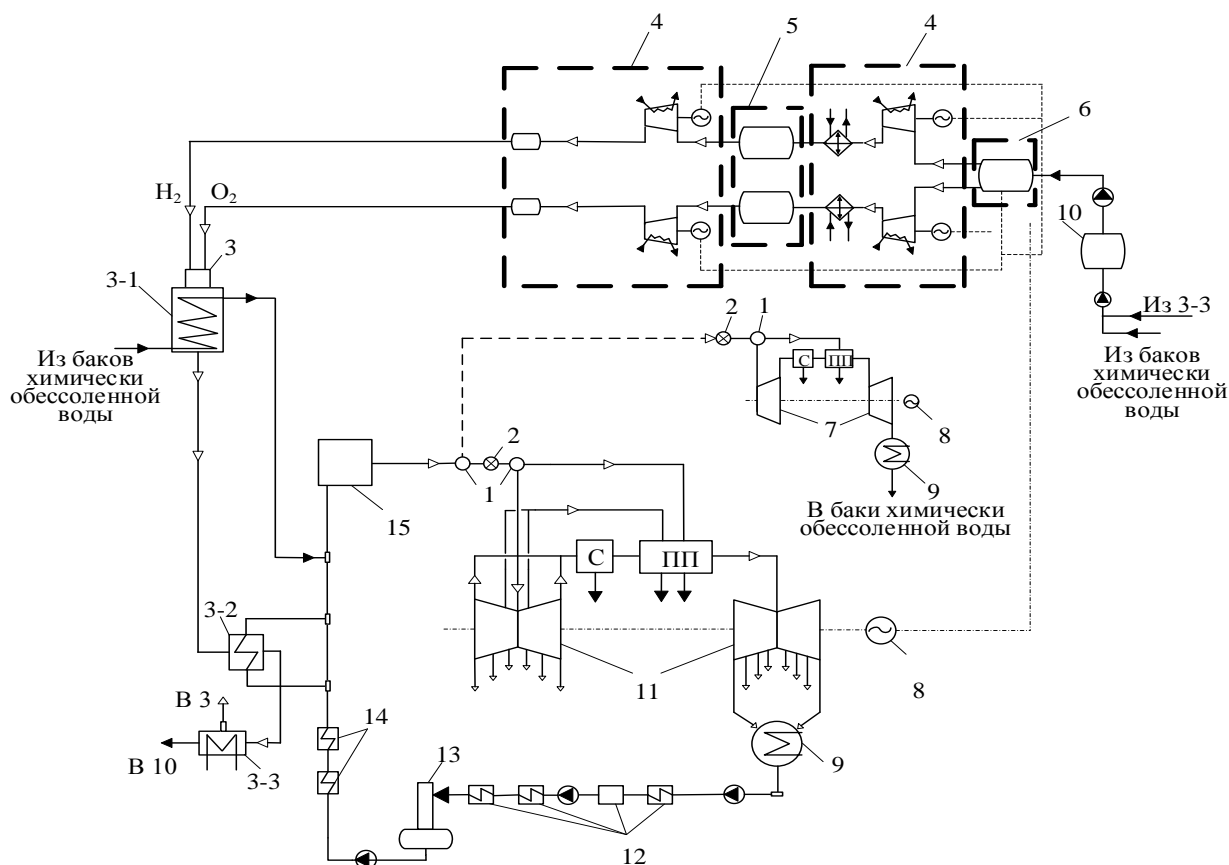 4
5
4
6
H2
O2
10
3
3-1
2
1
Из 3-3
С
ПП
Из баков
химически
обессоленной
воды
Из баков
химически
обессоленной
воды
7
8
2
9
1
В баки химически
обессоленной воды
15
С
ПП
3-2
11
8
В 3
14
В 10
3-3
13
9
12